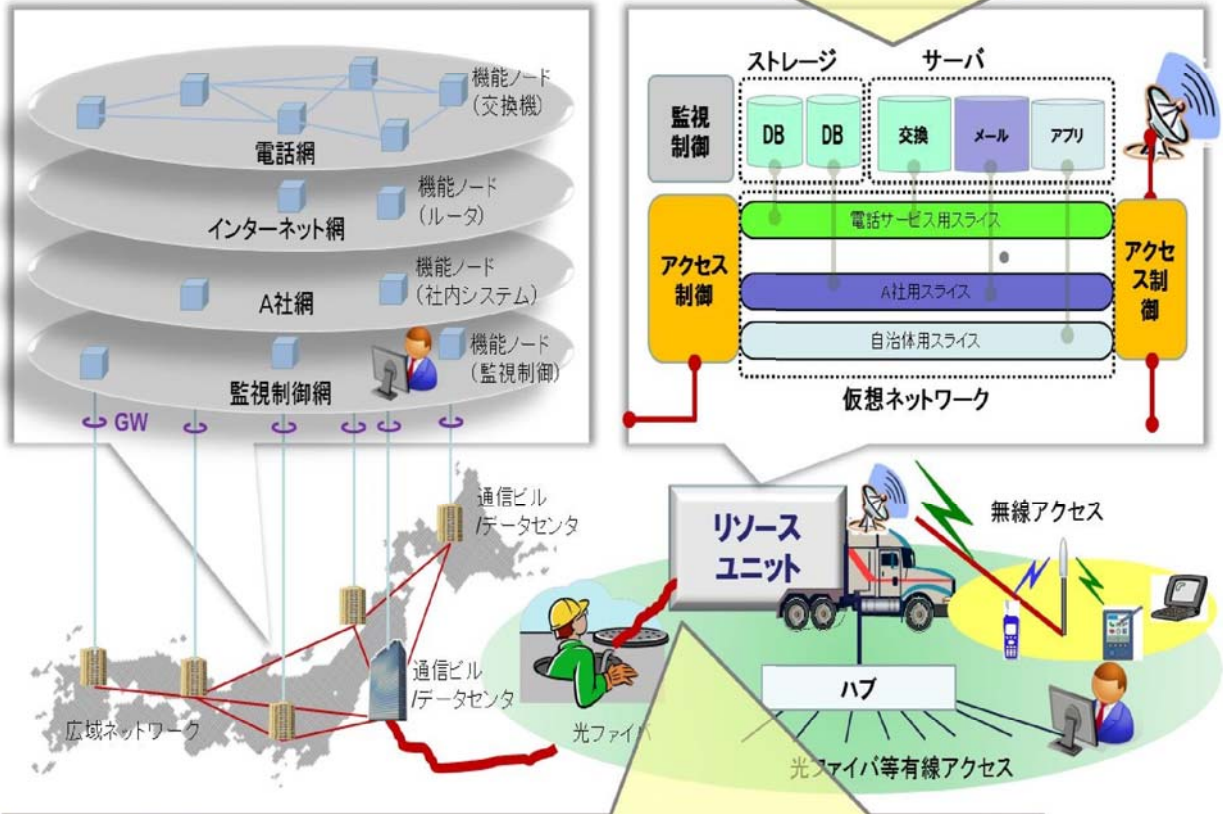 機能ノード
(交換機)
電話網
機能ノード
(ルータ)
インターネット網
機能ノード
(社内システム)
A社網
機能ノード
(監視制御)
監視制御網
GW
ストレージ
サーバ
監視
制御
DB
DB
交換
メール
アプリ
電話サービス用スライス
アクセス
制御
A社用スライス
アクセ
ス制
御
自治体用スライス
仮想ネットワーク
通信ビル
/データセンタ
通信ビル
/データセンタ
広域ネットワーク
リソース
ユニット
無線アクセス
ハブ
光ファイバ
光ファイバ等有線アクセス